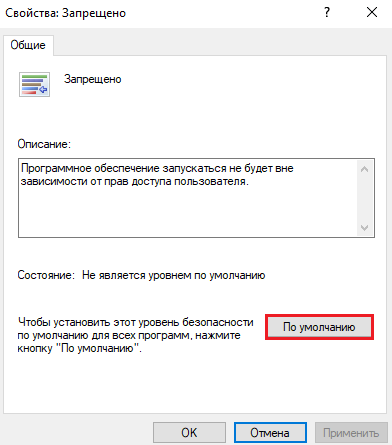 Свойства: Запрещено
?
Общие
Запрещено
Описание:
Программное обеспечение запускаться не будет вне
зависимости от прав доступа пользователя.
Состояние: Не является уровнем по умолчанию
Чтобы установить этот уровень безопасности
по умолчанию для всех программ, нажмите
кнопку "По умолчанию".
По умолчанию
OK
Отмена
Применить